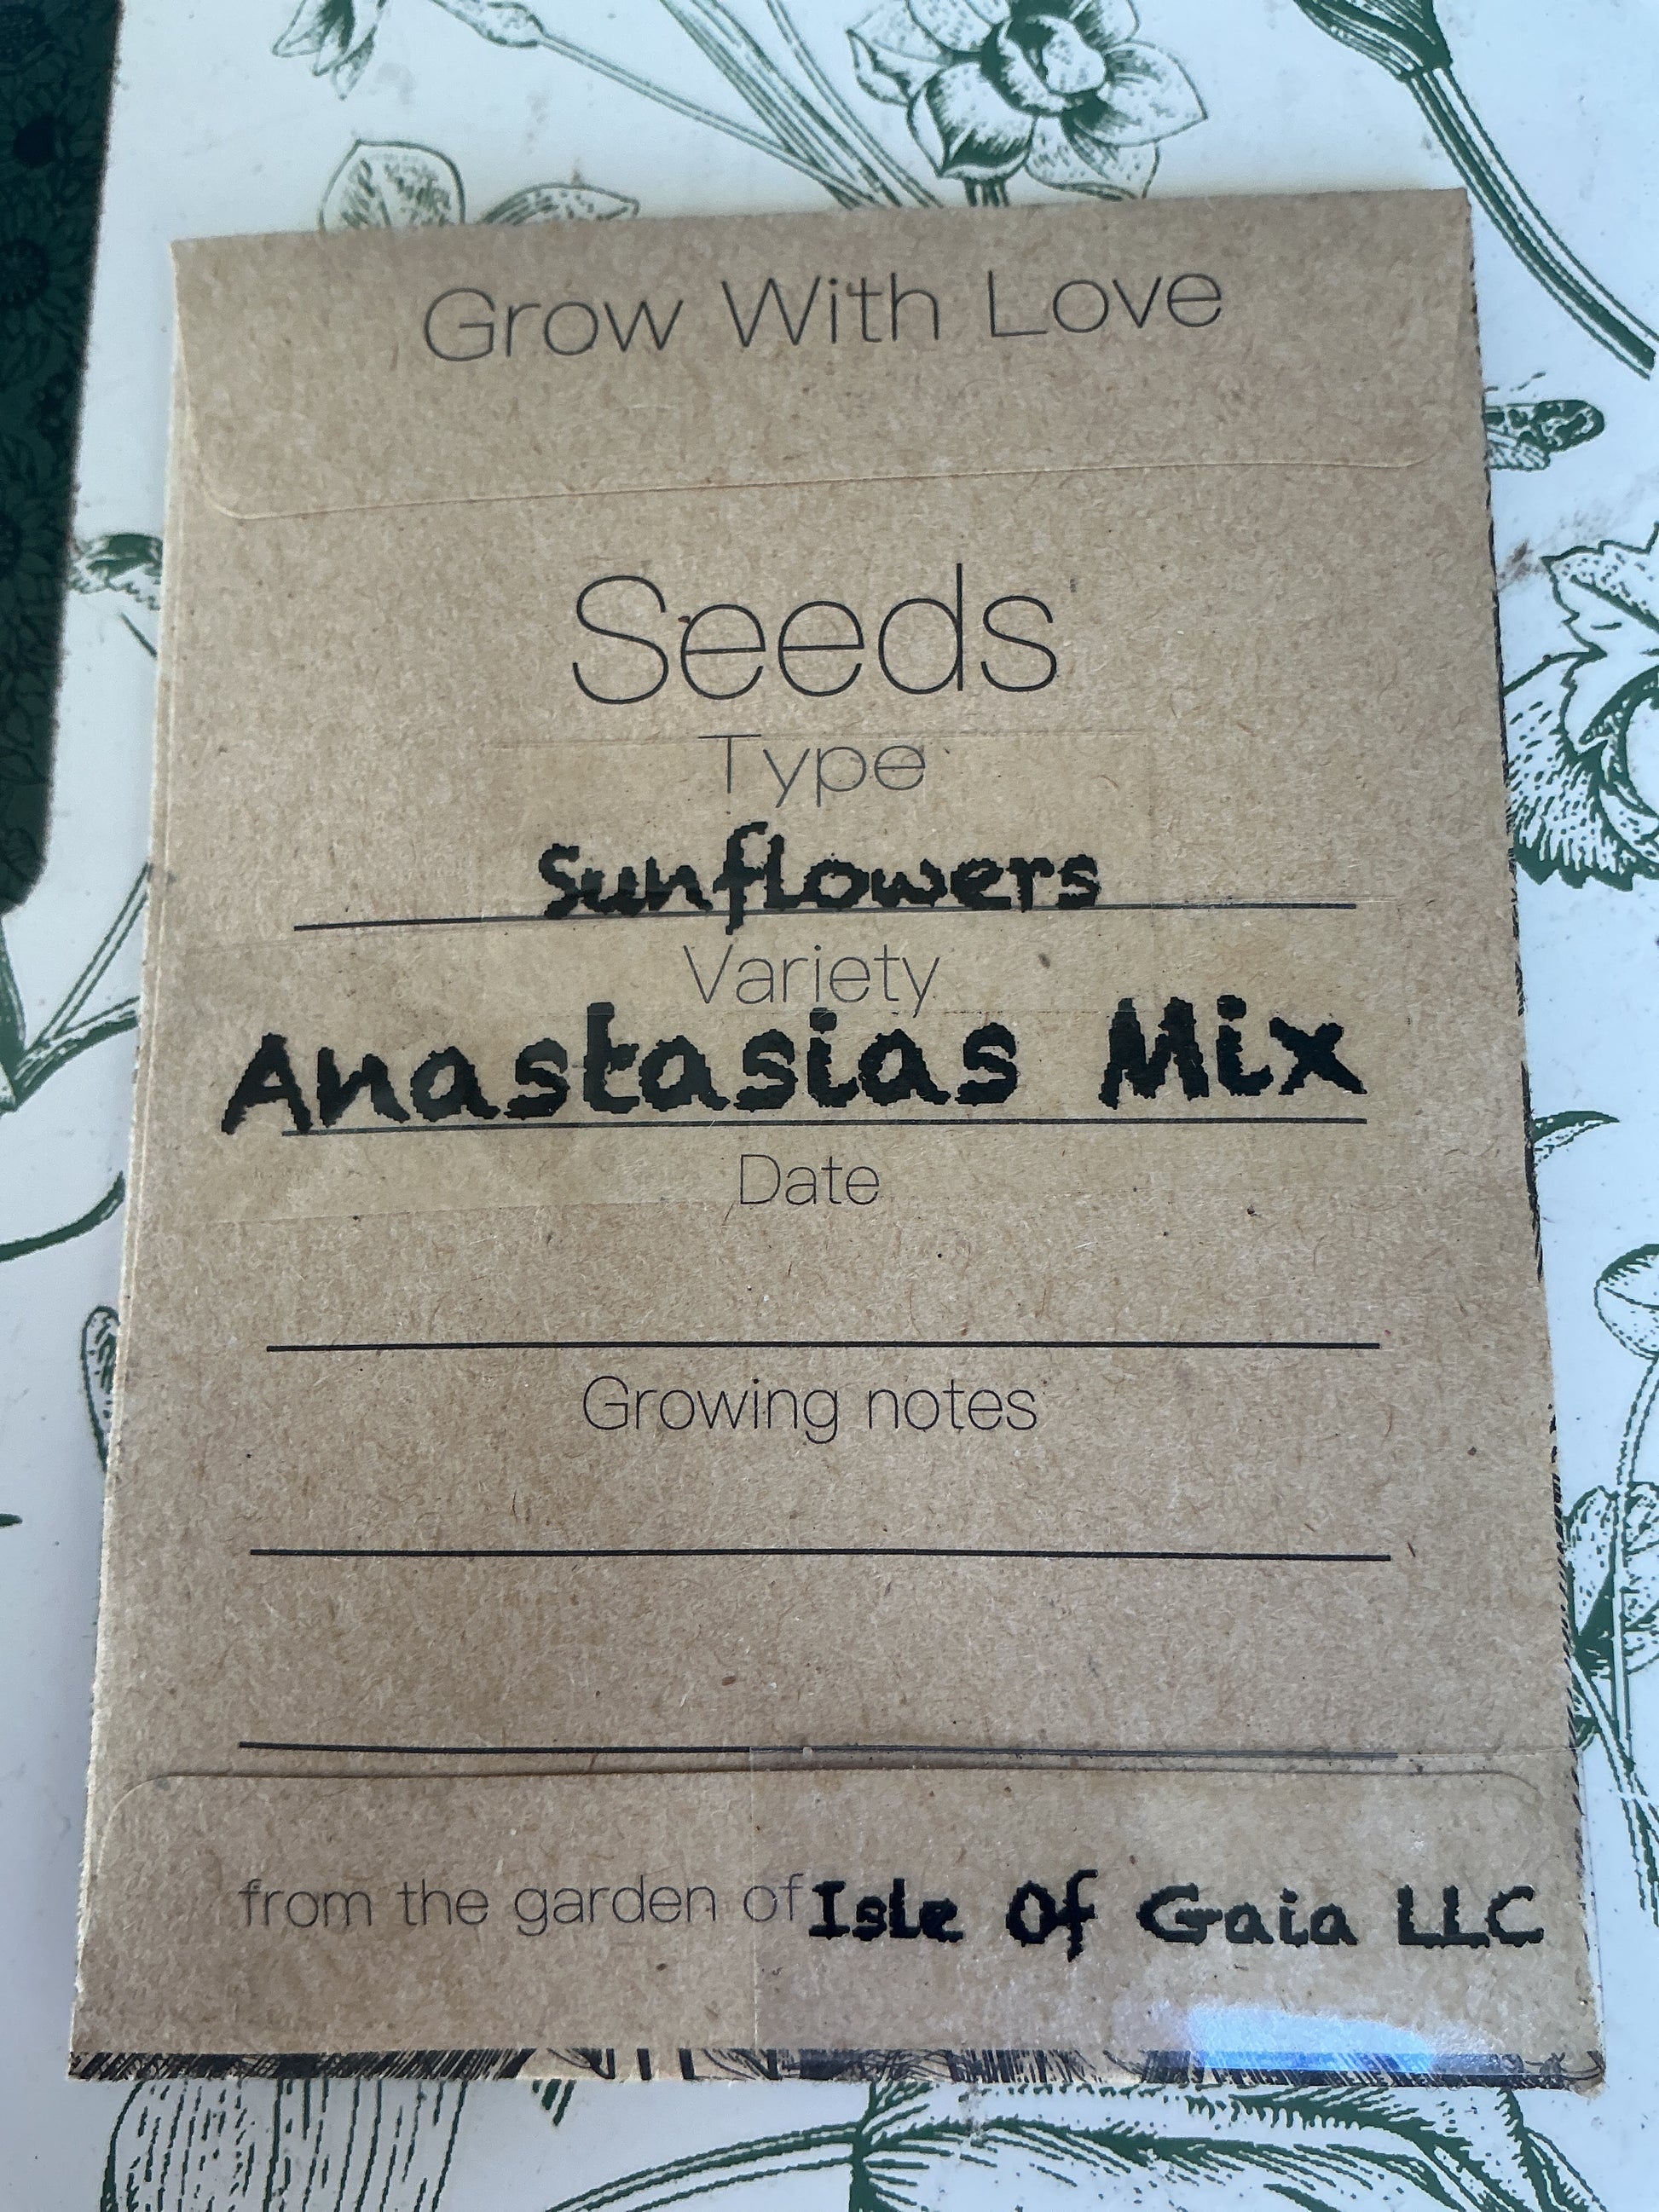 Grow With Love
Seeds
Type
Sunflowers
Variety
Anastasias Mix
Date
Growing notes
from the garden of Isle Of Gaia LLC